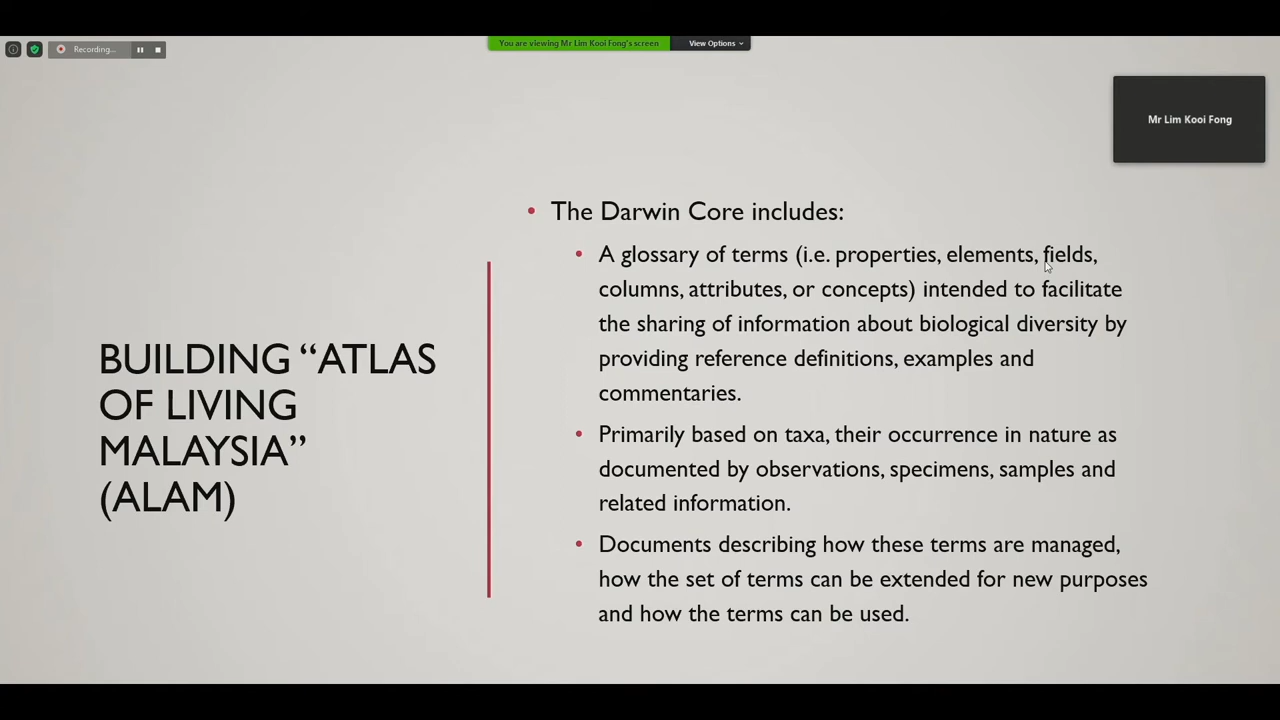 Recording...
You are viewing Mr Lim Kooi Fong's screen
View Options
Mr Lim Kooi Fong
BUILDING “ATLAS
OF LIVING
MALAYSIA”
(ALAM)
• The Darwin Core includes:
• A glossary of terms (i.e. properties, elements, fields,
columns, attributes, or concepts) intended to facilitate
the sharing of information about biological diversity by
providing reference definitions, examples and
commentaries.
• Primarily based on taxa, their occurrence in nature as
documented by observations, specimens, samples and
related information.
• Documents describing how these terms are managed,
how the set of terms can be extended for new purposes
and how the terms can be used.